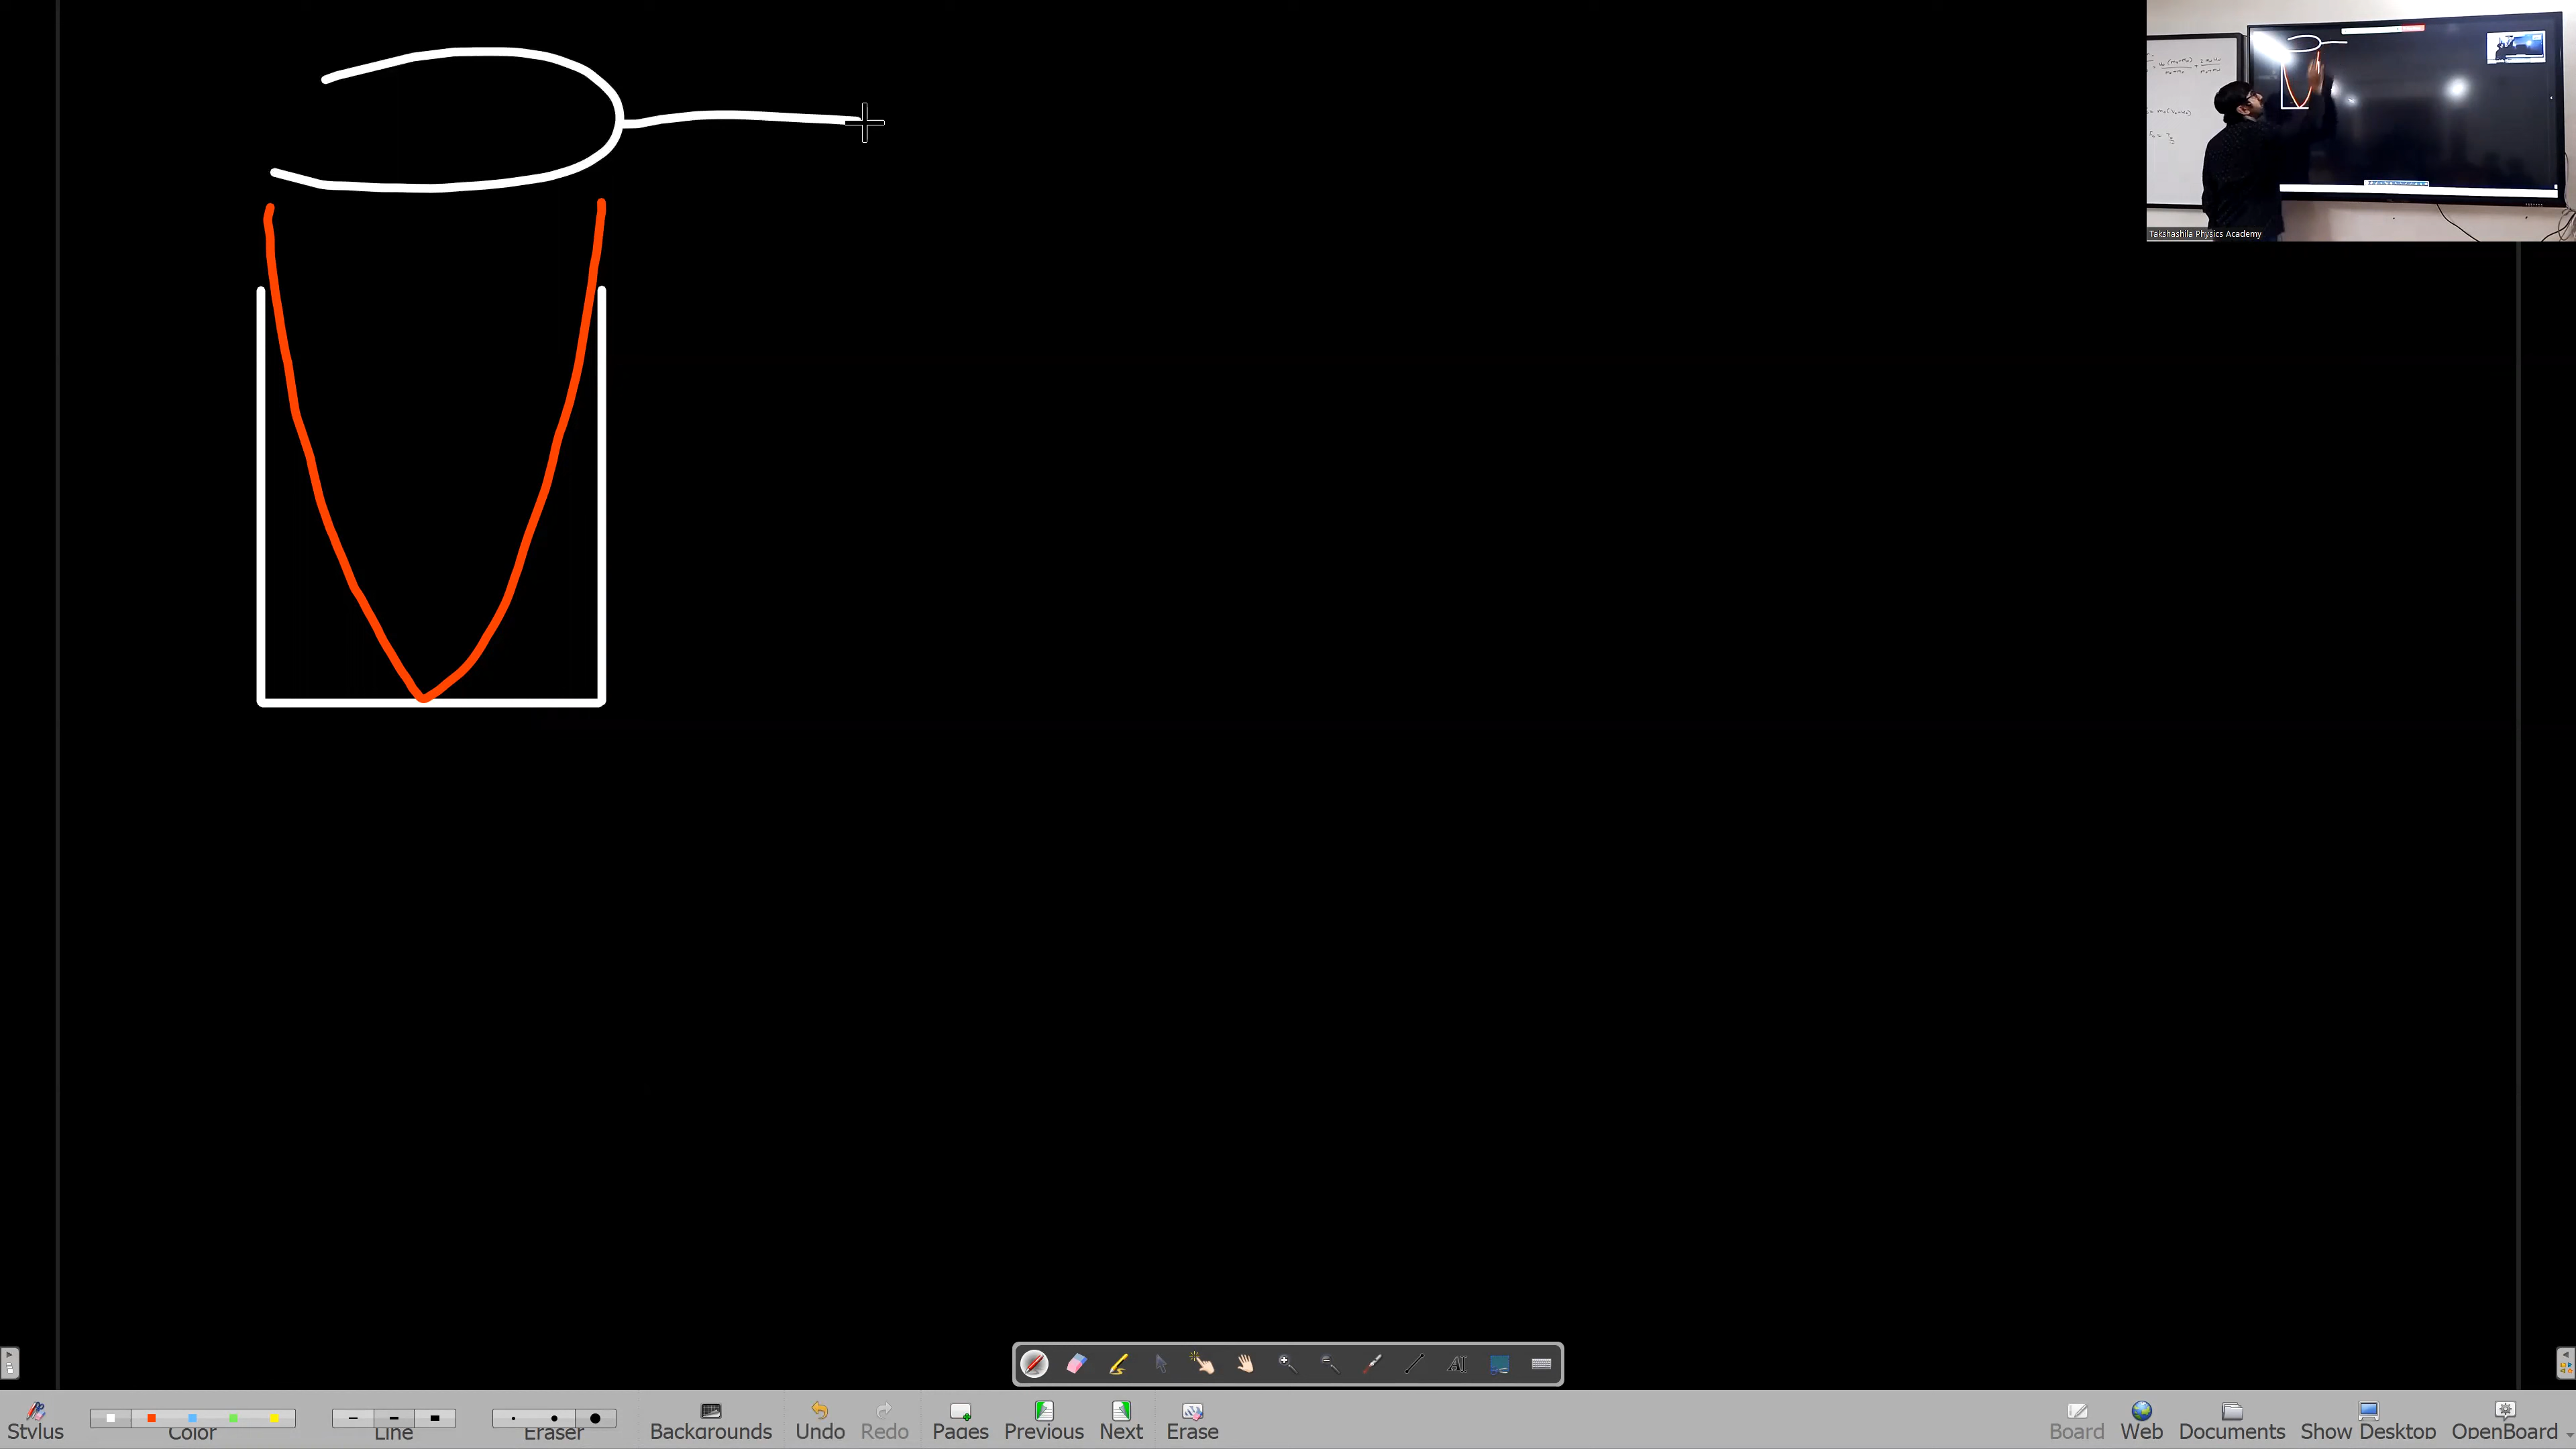 Takshashila Physics Academy
Stylus
Color
Line
Eraser
Backgrounds
Undo
Redo
Pages
Previous
Next
Erase
Board
Web
Documents
Show Desktop
OpenBoard
AI